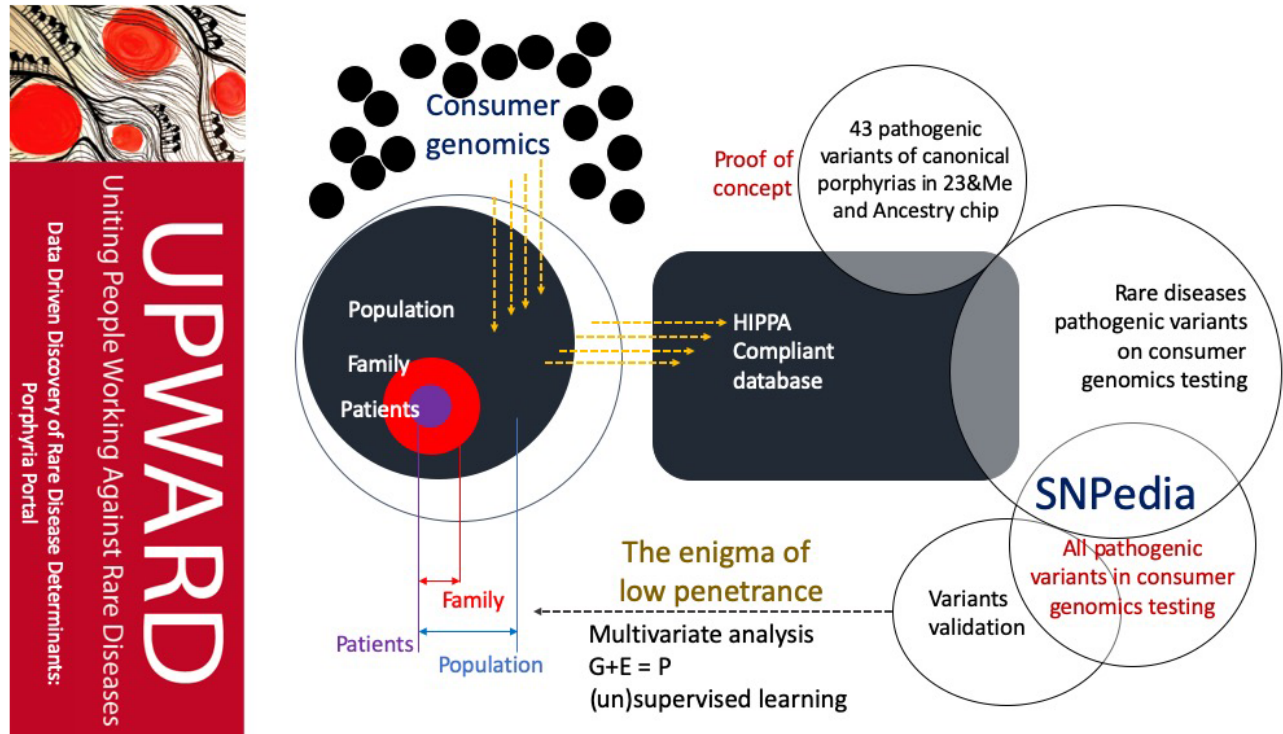 UPWARD
Uniting People Working Against Rare Diseases
Data Driven Discovery of Rare Disease Determinants:
Porphyria Portal
Consumer
genomics
Population
Family
Patients
Family
Patients
Population
HIPPA
Compliant
database
Proof of
concept
43 pathogenic
variants of canonical
porphyrias in 23&Me
and Ancestry chip
Rare diseases
pathogenic variants
on consumer
genomics testing
SNPedia
All pathogenic
variants in consumer
genomics testing
Variants
validation
The enigma of
low penetrance
Multivariate analysis
G+E = P
(un)supervised learning